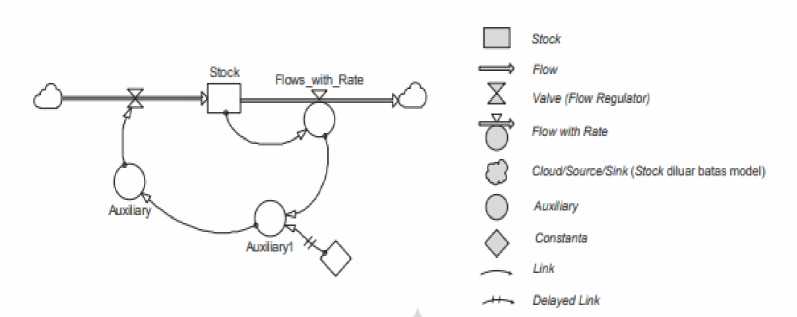 Stock
Flows_with_Rate
Auxiliary
Auxiliary1
Stock
Flow
Valve (Flow Regulator)
Flow with Rate
Cloud/Source/Sink (Stock diluar batas model)
Auxiliary
Constanta
Link
Delayed Link